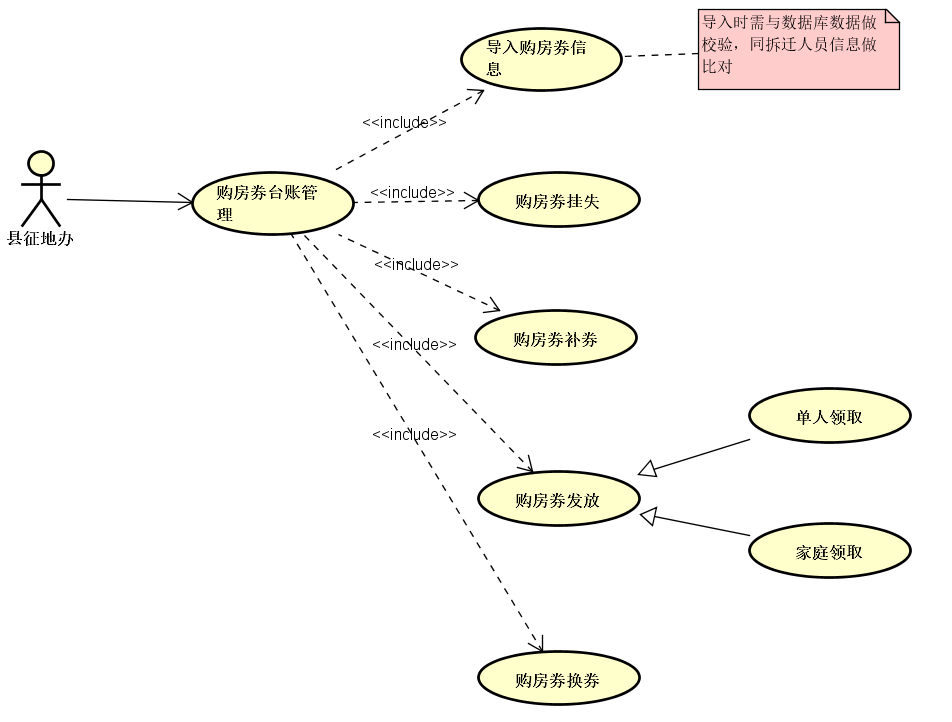 导入购房券信
息
导入时需与数据库数据做
校验，同拆迁人员信息做
比对
<<include>>
县征地办
购房券台账管
理
<<include>>
购房券挂失
<<include>>
购房券补券
<<include>>
单人领取
<<include>>
购房券发放
家庭领取
购房券换券